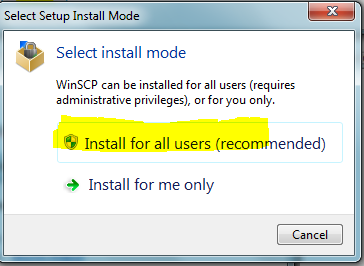 Select Setup Install Mode
Select install mode
WinSCP can be installed for all users (requires
administrative privileges), or for you only.
Install for all users (recommended)
Install for me only
Cancel